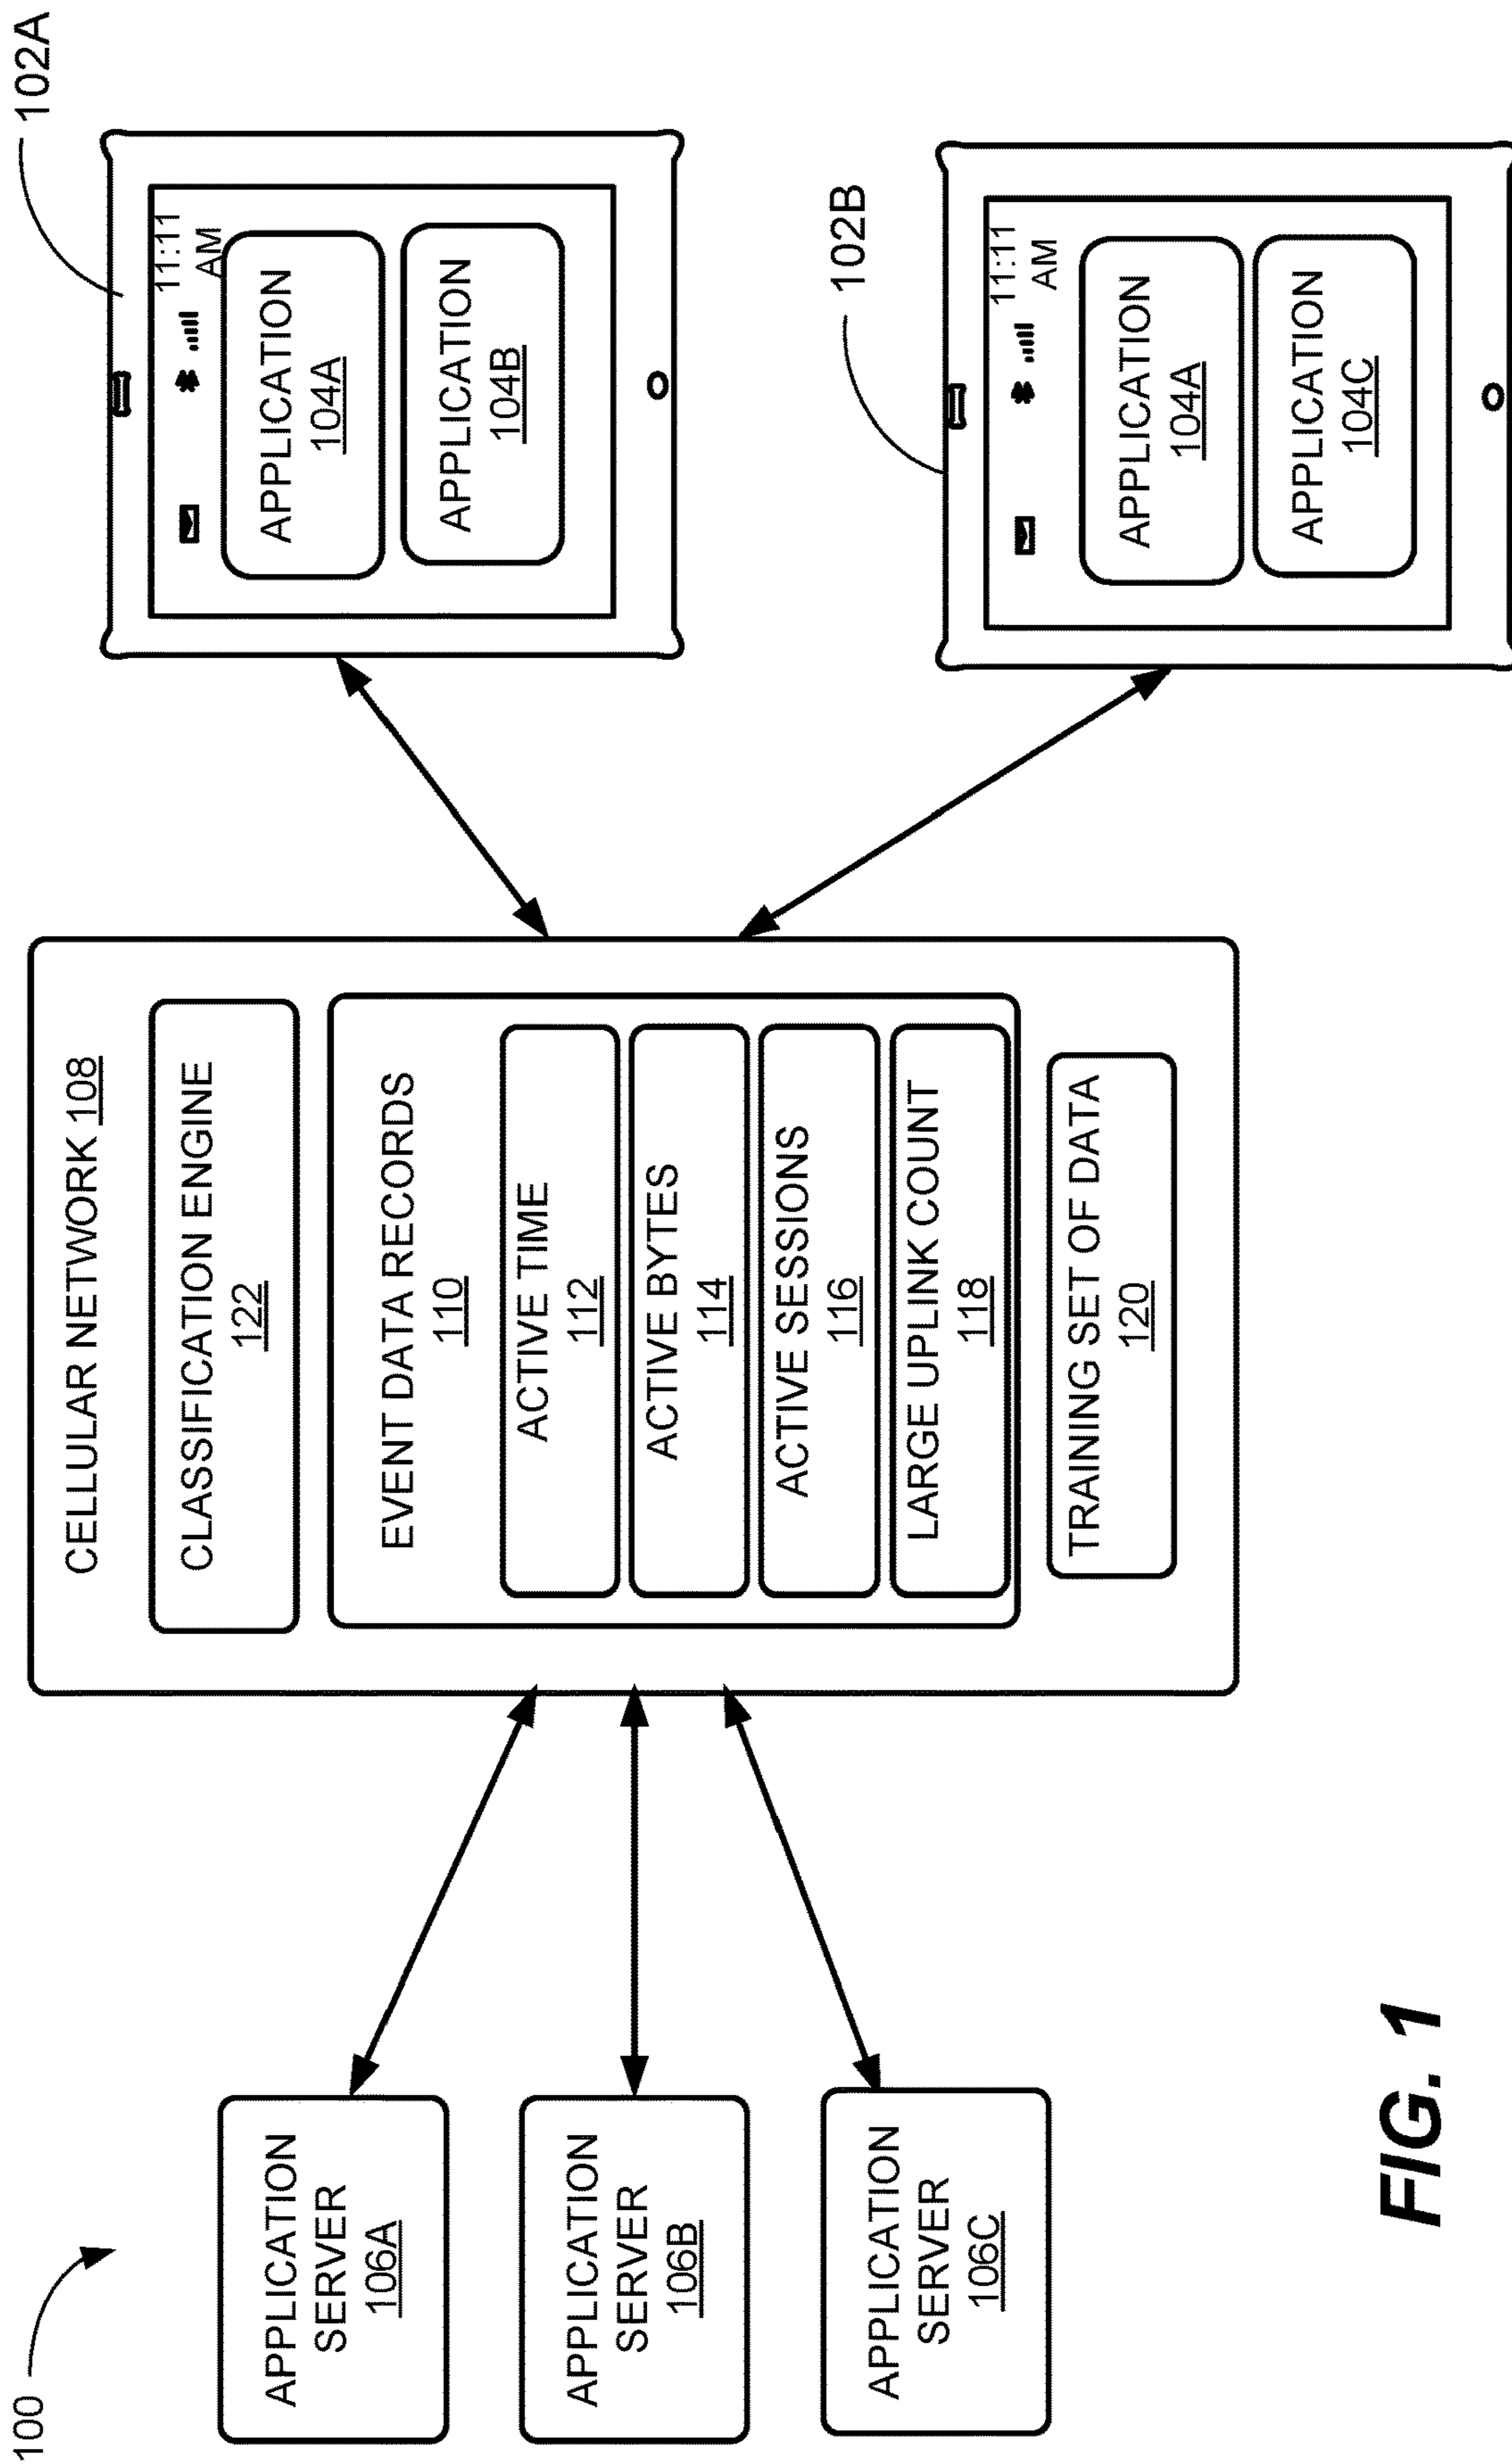 100
APPLICATION
SERVER
106A
APPLICATION
SERVER
106B
APPLICATION
SERVER
106C
CELLULAR NETWORK 108
CLASSIFICATION ENGINE
122
EVENT DATA RECORDS
110
ACTIVE TIME
112
ACTIVE BYTES
114
ACTIVE SESSIONS
116
LARGE UPLINK COUNT
118
TRAINING SET OF DATA
120
102A
11:11
AM
APPLICATION
104A
APPLICATION
104B
102B
11:11
AM
APPLICATION
104A
APPLICATION
104C
FIG. 1